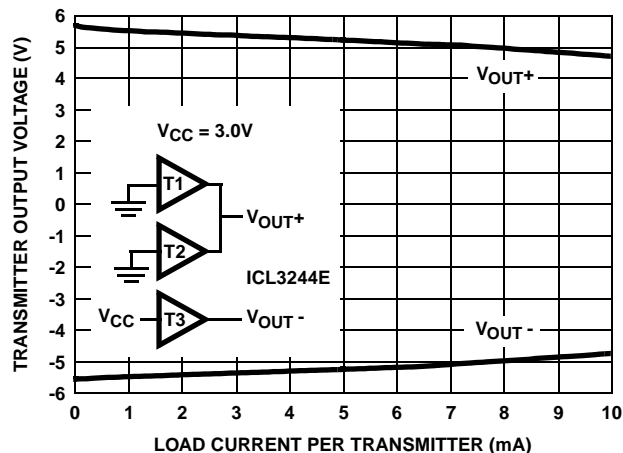 TRANSMITTER OUTPUT VOLTAGE (V)
6
5
4
3
2
1
0
-1
-2
-3
-4
-5
-6
VOUT+
VCC = 3.0V
T1
VOUT+
T2
ICL3244E
VCC
T3
VOUT -
VOUT -
0 1 2 3 4 5 6 7 8 9 10
LOAD CURRENT PER TRANSMITTER (mA)